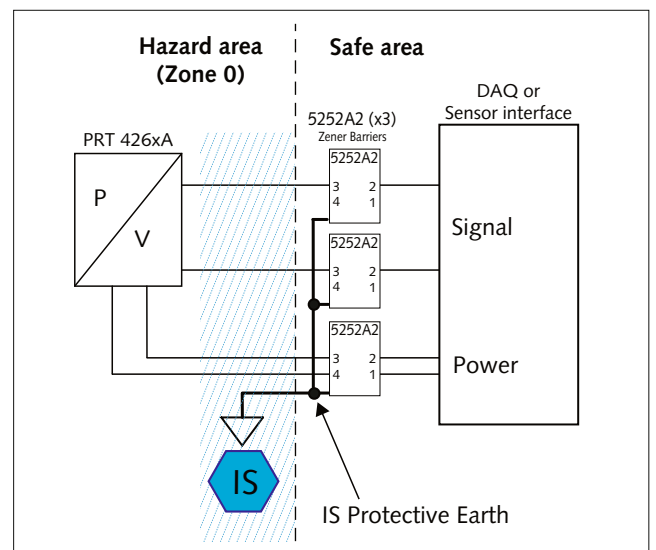 Hazard area
(Zone 0)
Safe area
DAQ or
Sensor interface
5252A2 (x3)
Zener Barriers
PRT 426xA
P
V
5252A2
3 2
4 1
Signal
5252A2
3 2
4 1
5252A2
3 2
4 1
Power
IS
IS Protective Earth